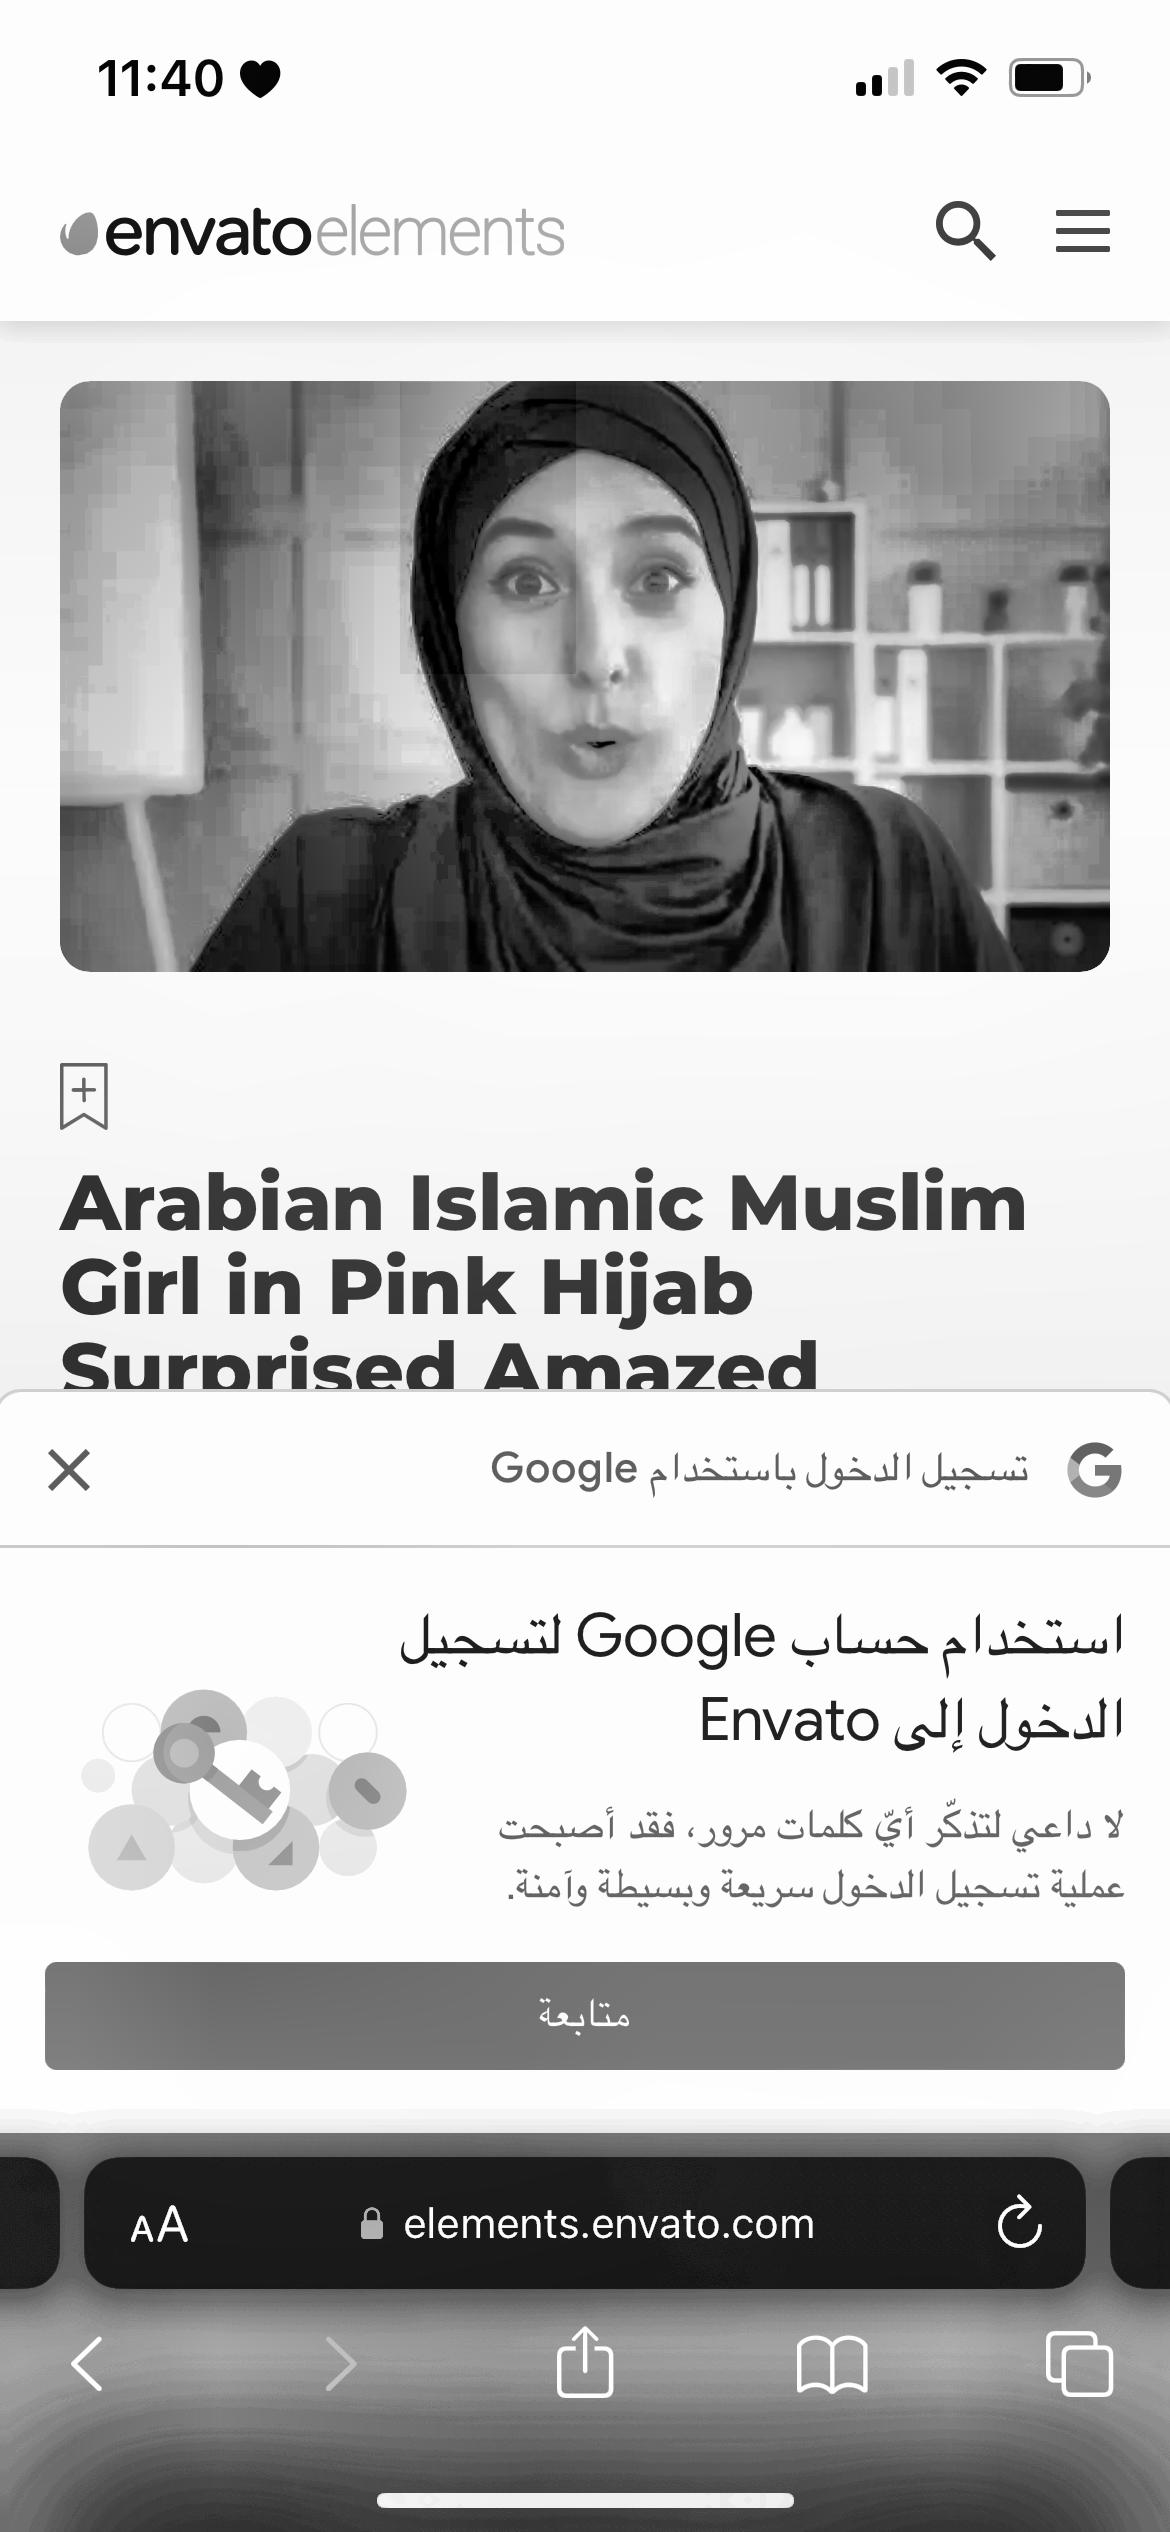 11:40
envato elements
Arabian Islamic Muslim
Girl in Pink Hijab
Surprised Amazed
تسجيل الدخول باستخدام Google
استخدام حساب Google لتسجيل
الدخول إلى Envato
لا داعي لتذكّر أيّ كلمات مرور، فقد أصبحت
عملية تسجيل الدخول سريعة وبسيطة وآمنة.
متابعة
AA elements.envato.com